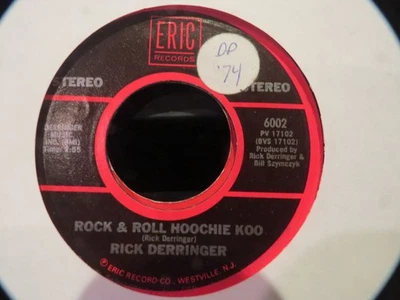 ERIC
RECORDS
DP
'74
STEREO
STEREO
DERRINGER
MUSIC,
INC. (BMI)
6002
PV 17102
(BVS 17102)
Produced by
Rick Derringer &
Bill Szymczyk
ROCK & ROLL HOOCHIE KOO
(Rick Derringer)
RICK DERRINGER
© ERIC RECORD CO. WESTVILLE, N.J.